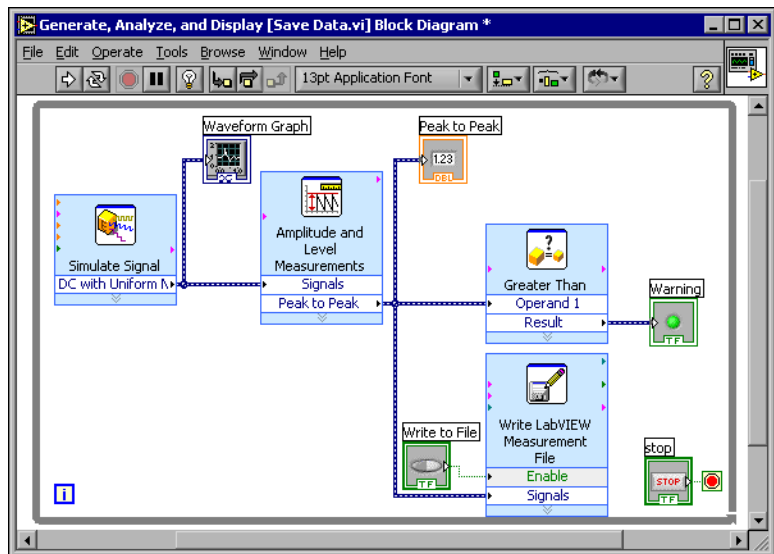 Generate, Analyze, and Display [Save Data.vi] Block Diagram *
File Edit Operate Tools Browse Window Help
13pt Application Font
?
Waveform Graph
Peak to Peak
1.23
DBL
Simulate Signal
DC with Uniform N
Amplitude and
Level
Measurements
Signals
Peak to Peak
?
Greater Than
Operand 1
Result
Warning
TF
Write LabVIEW
Measurement
File
Enable
Signals
Write to File
TF
stop
STOP
TF
i